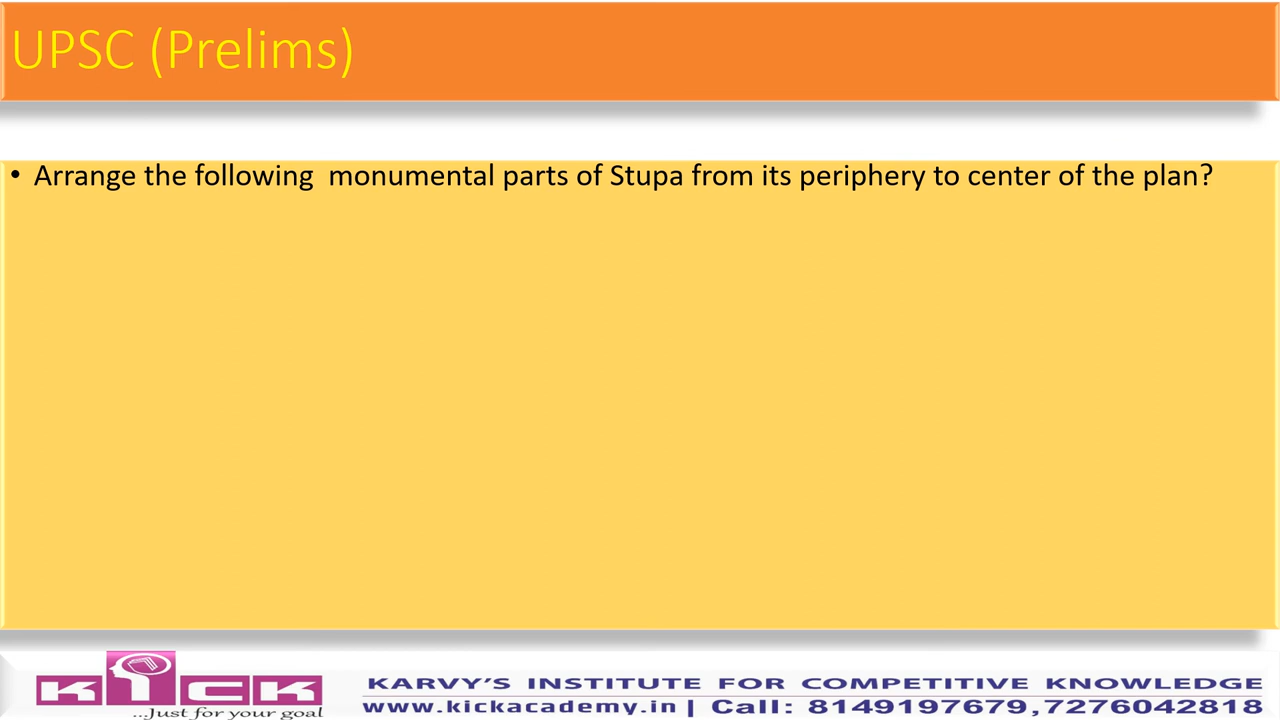 UPSC (Prelims)
• Arrange the following  monumental parts of Stupa from its periphery to center of the plan?
KICK
...Just for your goal
KARVY'S INSTITUTE FOR COMPETITIVE KNOWLEDGE
www.kickacademy.in | Call: 8149197679,7276042818